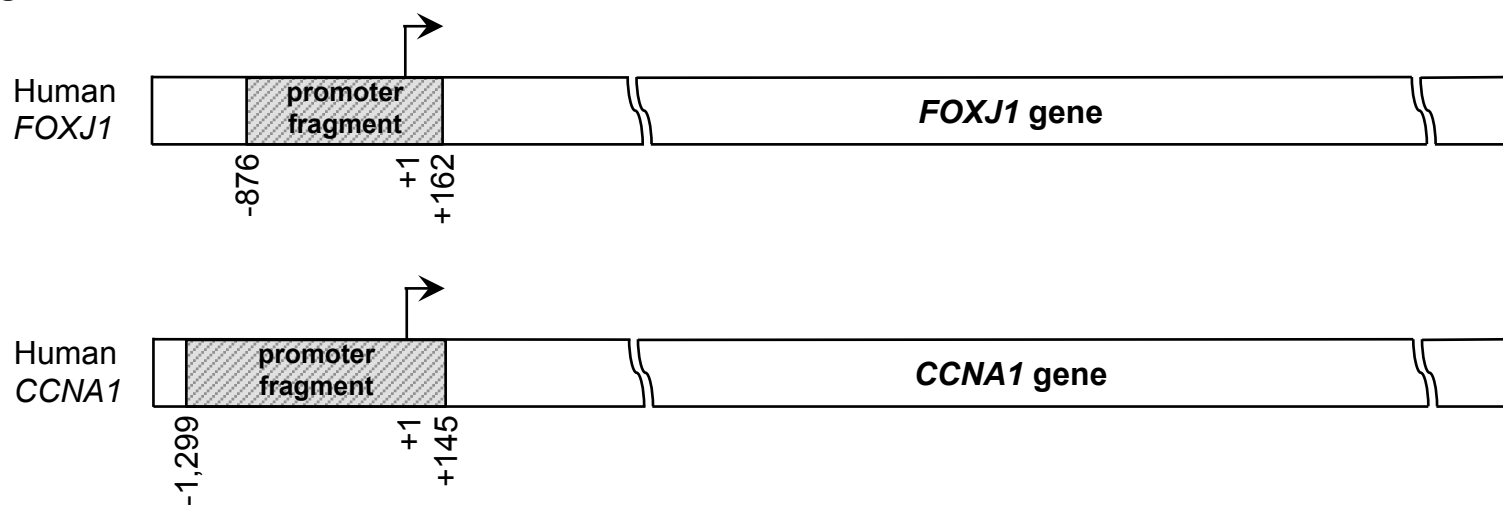 Human
FOXJ1
promoter
fragment
FOXJ1 gene
-876
+1
+162
Human
CCNA1
promoter
fragment
CCNA1 gene
-1,299
+1
+145